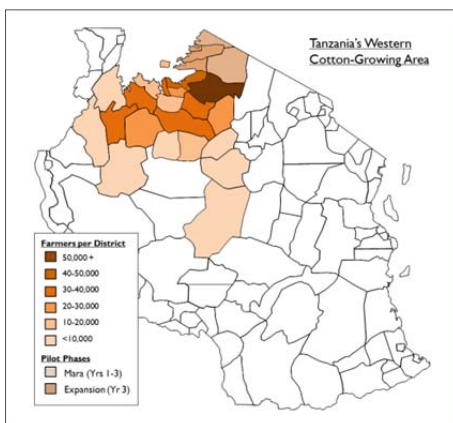 Tanzania's Western
Cotton-Growing Area
Farmers per District
50,000+
40-50,000
30-40,000
20-30,000
10-20,000
<10,000
Pilot Phases
Mara (Yrs 1-3)
Expansion (Yr 3)